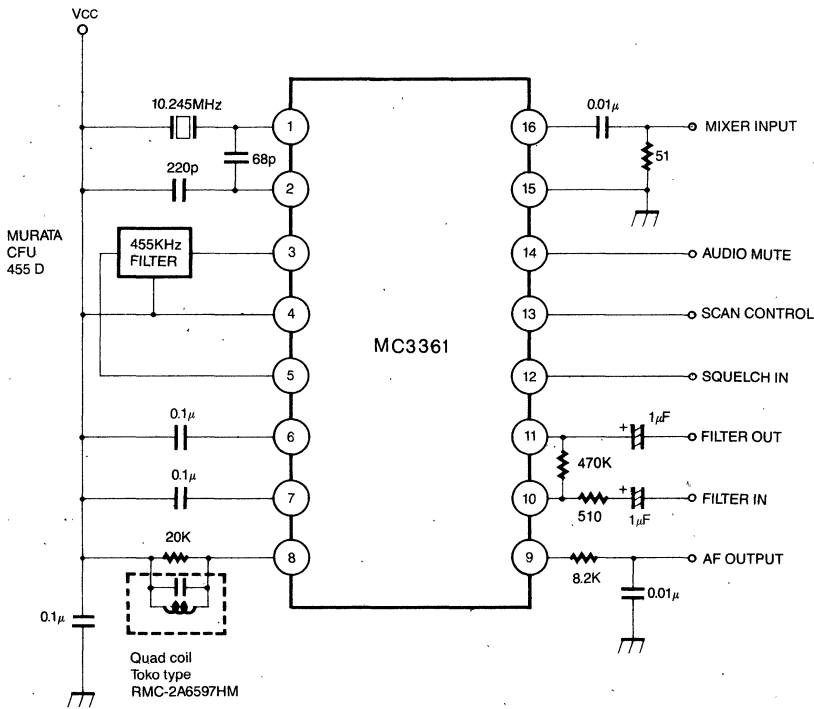 Vcc
10.245MHz
68p
220p
MURATA
CFU
455 D
455KHz
FILTER
0.1μ
0.1μ
20K
0.1μ
Quad coil
Toko type
RMC-2A6597HM
1
2
3
4
5
6
7
8
MC3361
16
15
14
13
12
11
10
9
0.01μ
MIXER INPUT
51
AUDIO MUTE
SCAN CONTROL
SQUELCH IN
+
1μF
FILTER OUT
470K
510
+
1μF
FILTER IN
8.2K
AF OUTPUT
0.01μ